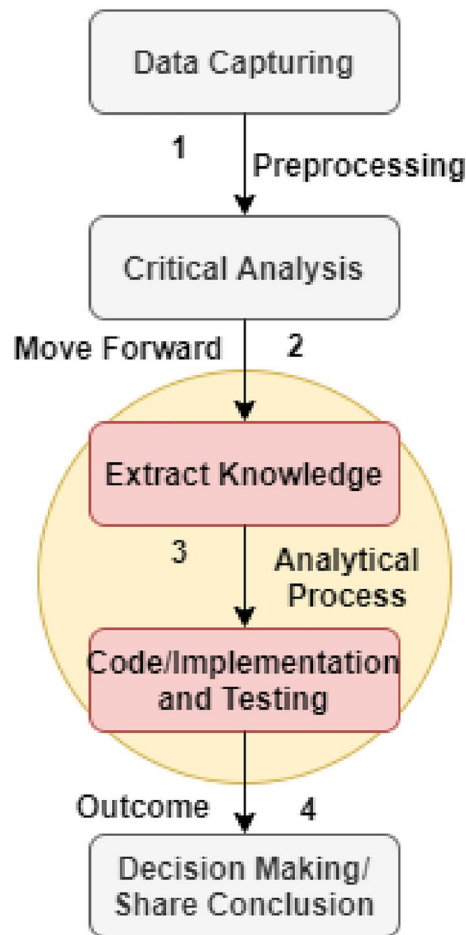 Data Capturing
1
Preprocessing
Critical Analysis
Move Forward
2
Extract Knowledge
3
Analytical
Process
Code/Implementation
and Testing
Outcome
4
Decision Making/
Share Conclusion